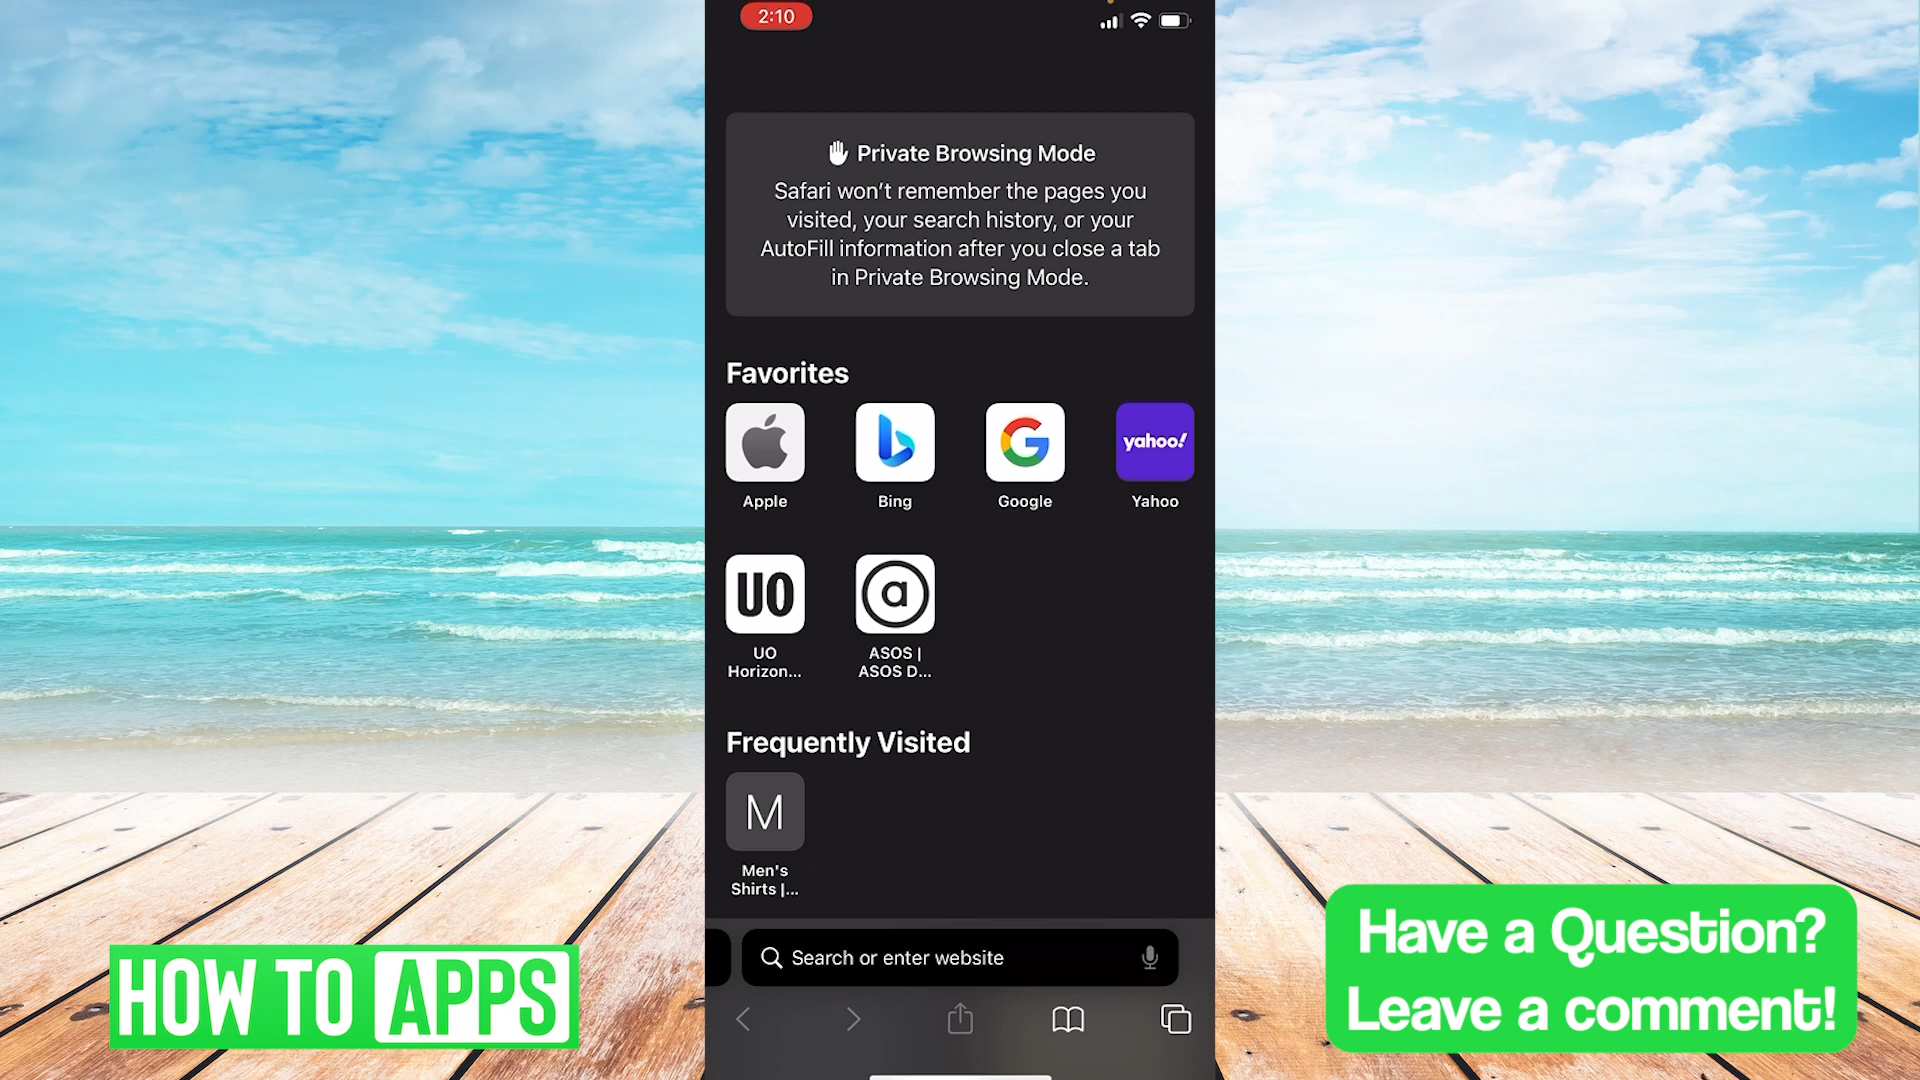 2:10
Private Browsing Mode
Safari won't remember the pages you
visited, your search history, or your
AutoFill information after you close a tab
in Private Browsing Mode.
Favorites
yahoo!
Apple
Bing
Google
Yahoo
UO
a
UO
Horizon...
ASOS |
ASOS D...
Frequently Visited
M
Men's
Shirts |...
Search or enter website
HOW TO APPS
Have a Question?
Leave a comment!